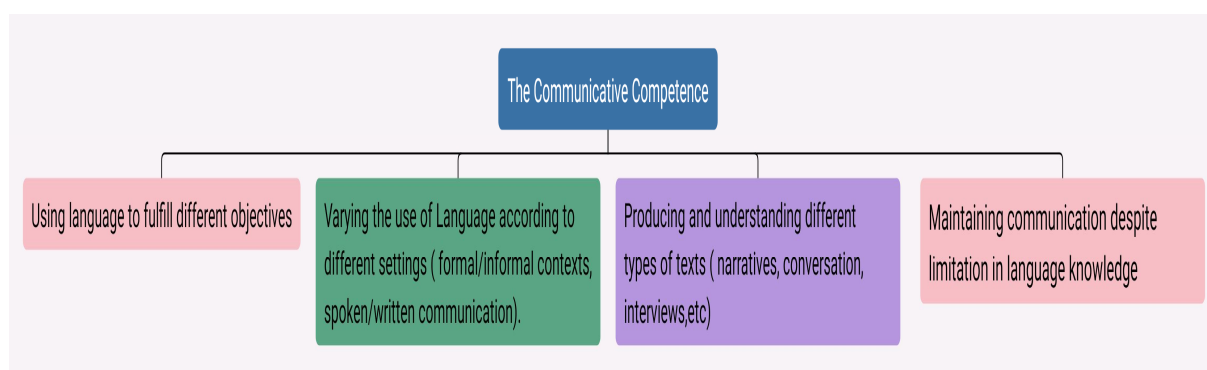 The Communicative Competence
Using language to fulfill different objectives
Varying the use of Language according to
different settings ( formal/informal contexts,
spoken/written communication).
Producing and understanding different
types of texts ( narratives, conversation,
interviews,etc)
Maintaining communication despite
limitation in language knowledge